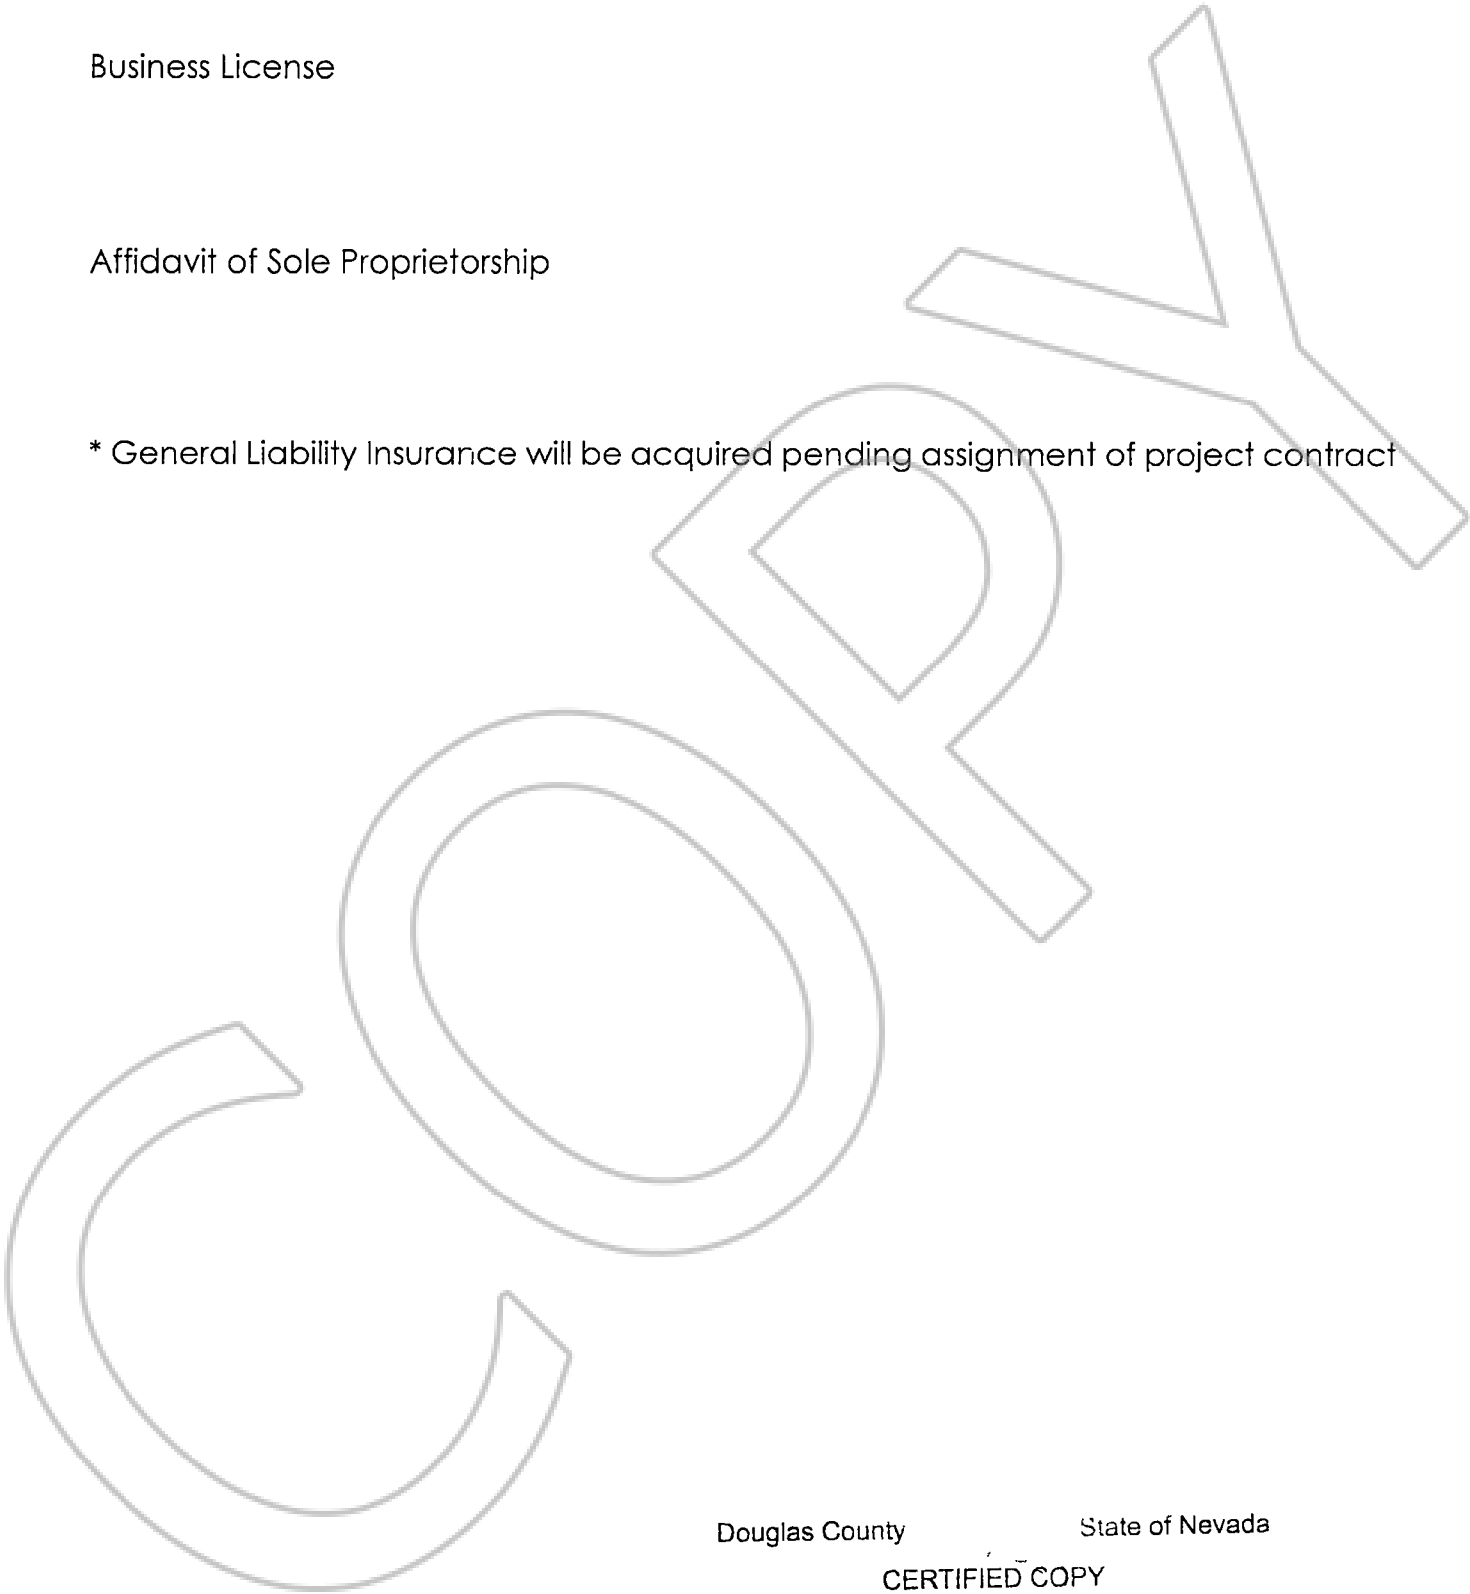 Business License
Affidavit of Sole Proprietorship
* General Liability Insurance will be acquired pending assignment of project contract
COPY
Douglas County State of Nevada
CERTIFIED COPY